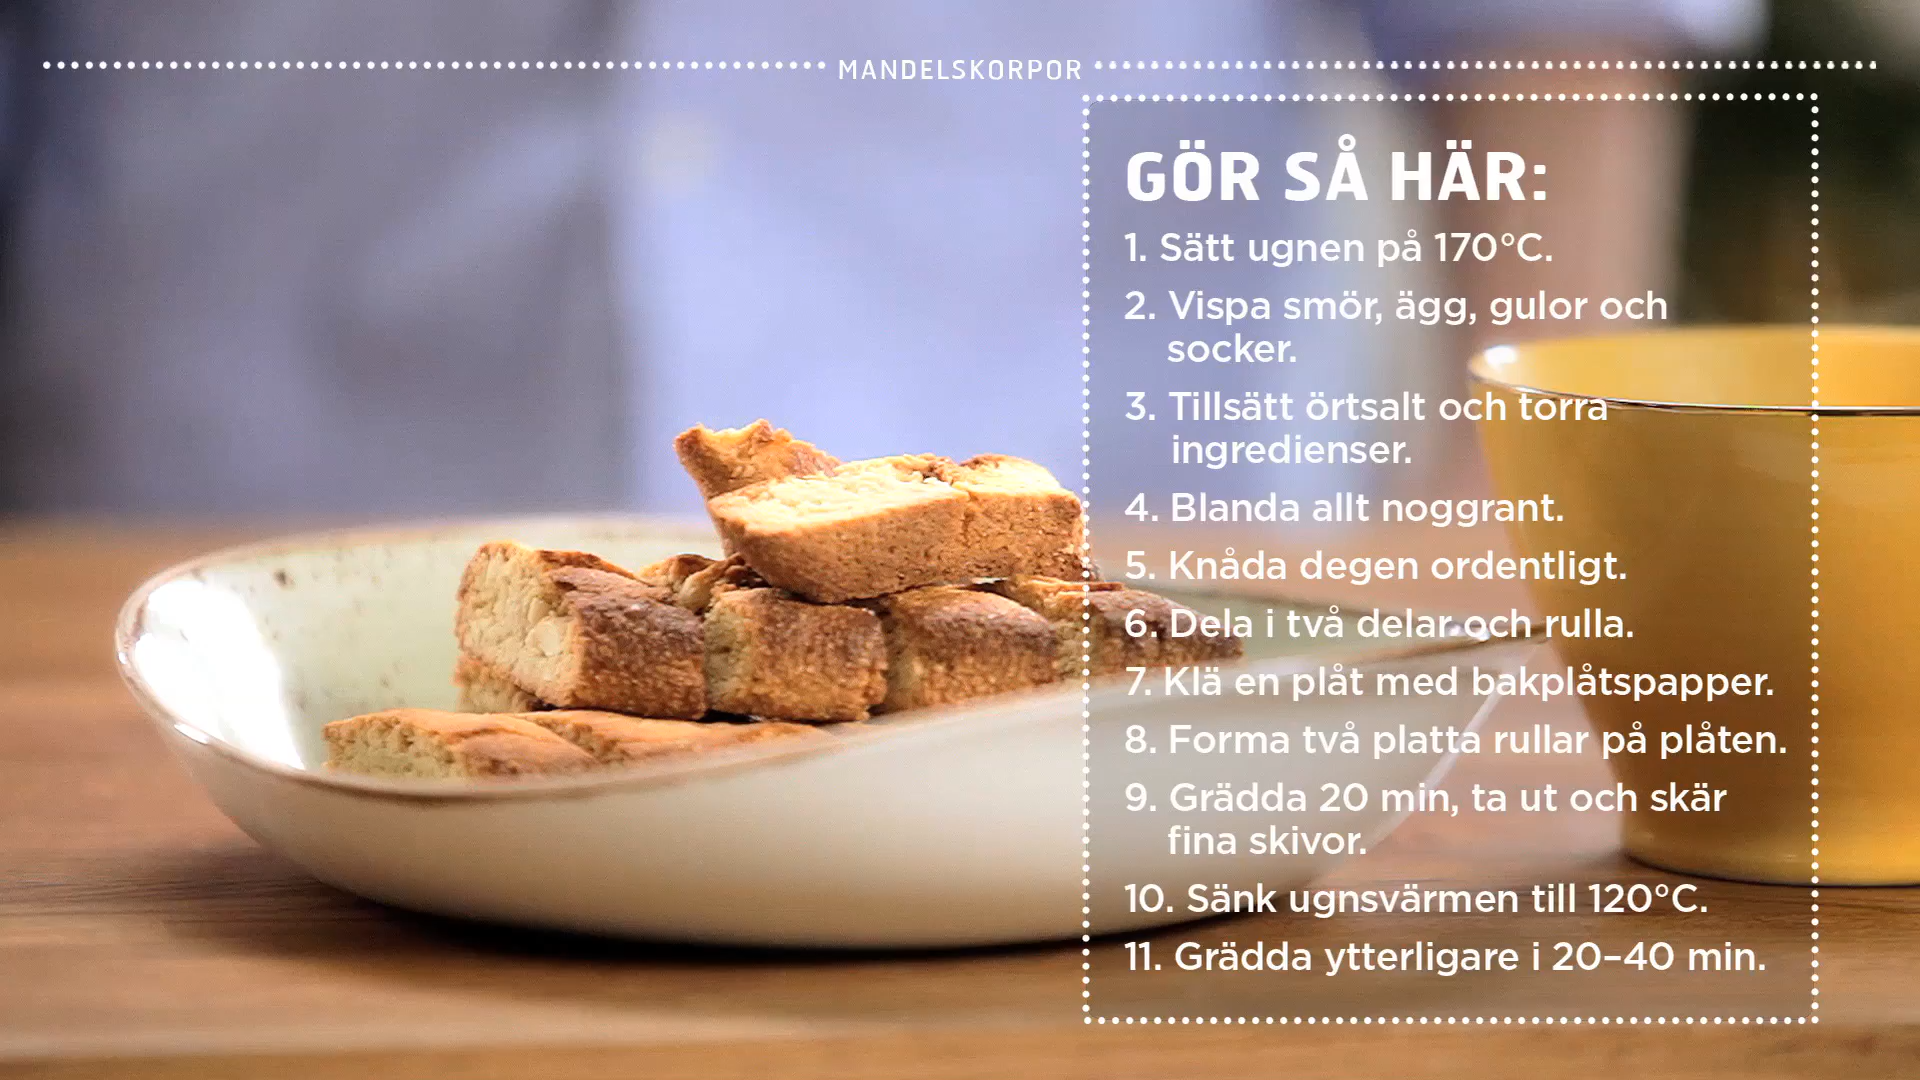 MANDELSKORPOR
GÖR SÅ HÄR:
1. Sätt ugnen på 170°C.
2. Vispa smör, ägg, gulor och
socker.
3. Tillsätt örtsalt och torra
ingredienser.
4. Blanda allt noggrant.
5. Knåda degen ordentligt.
6. Dela i två delar och rulla.
7. Klä en plåt med bakplåtspapper.
8. Forma två platta rullar på plåten.
9. Grädda 20 min, ta ut och skär
fina skivor.
10. Sänk ugnsvärmen till 120°C.
11. Grädda ytterligare i 20–40 min.